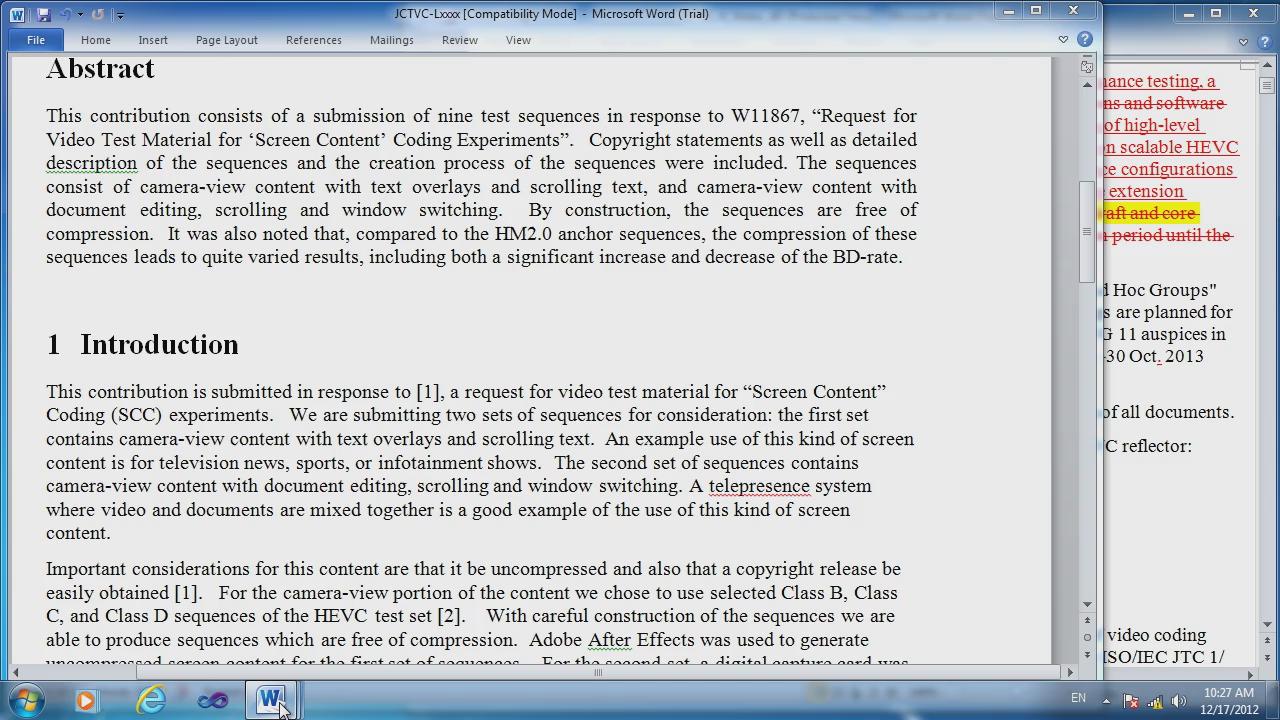 JCTVC-Lxxxx [Compatibility Mode] - Microsoft Word (Trial)
File Home Insert Page Layout References Mailings Review View
Abstract
This contribution consists of a submission of nine test sequences in response to W11867, “Request for
Video Test Material for ‘Screen Content’ Coding Experiments”. Copyright statements as well as detailed
description of the sequences and the creation process of the sequences were included. The sequences
consist of camera-view content with text overlays and scrolling text, and camera-view content with
document editing, scrolling and window switching. By construction, the sequences are free of
compression. It was also noted that, compared to the HM2.0 anchor sequences, the compression of these
sequences leads to quite varied results, including both a significant increase and decrease of the BD-rate.
1 Introduction
This contribution is submitted in response to [1], a request for video test material for “Screen Content”
Coding (SCC) experiments. We are submitting two sets of sequences for consideration: the first set
contains camera-view content with text overlays and scrolling text. An example use of this kind of screen
content is for television news, sports, or infotainment shows. The second set of sequences contains
camera-view content with document editing, scrolling and window switching. A telepresence system
where video and documents are mixed together is a good example of the use of this kind of screen
content.
Important considerations for this content are that it be uncompressed and also that a copyright release be
easily obtained [1]. For the camera-view portion of the content we chose to use selected Class B, Class
C, and Class D sequences of the HEVC test set [2]. With careful construction of the sequences we are
able to produce sequences which are free of compression. Adobe After Effects was used to generate
uncompressed screen content for the first set of sequences. For the second set, a digital capture card was
testing, a
and software
of high-level
scalable HEVC
configurations
extension
and core
period until the
Hoc Groups"
are planned for
11 auspices in
30 Oct. 2013
of all documents.
reflector:
video coding
ISO/IEC JTC 1/
EN
10:27 AM
12/17/2012